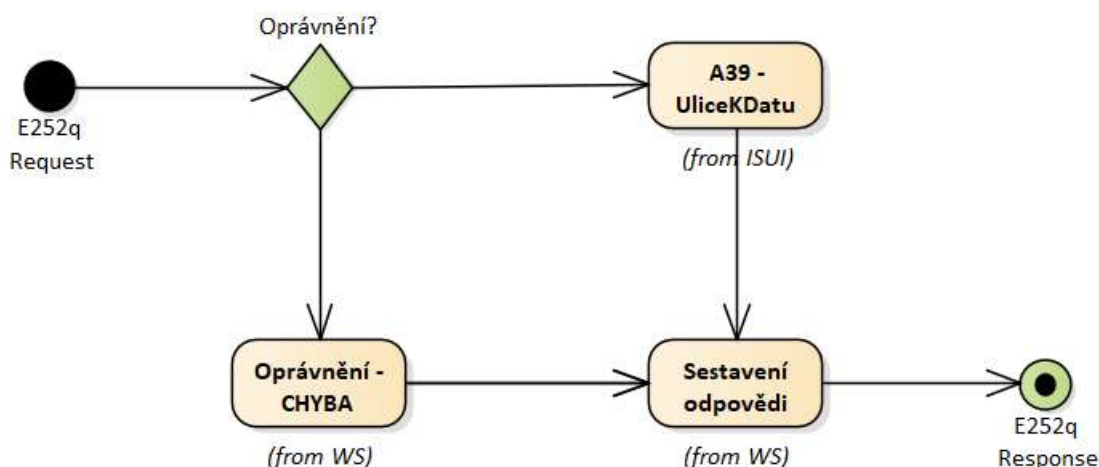 Oprávnění?
E252q
Request
A39 -
UliceKDatu
(from ISUI)
Oprávnění -
CHYBA
(from WS)
Sestavení
odpovědi
(from WS)
E252q
Response